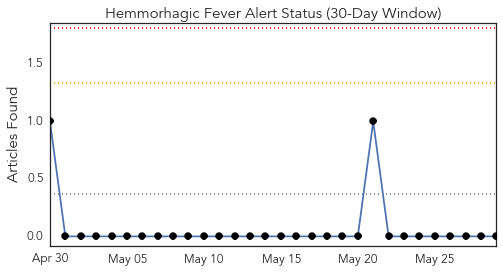 Hemmorhagic Fever Alert Status (30-Day Window)
Articles Found
1.5
1.0
0.5
0.0
Apr 30 May 05 May 10 May 15 May 20 May 25